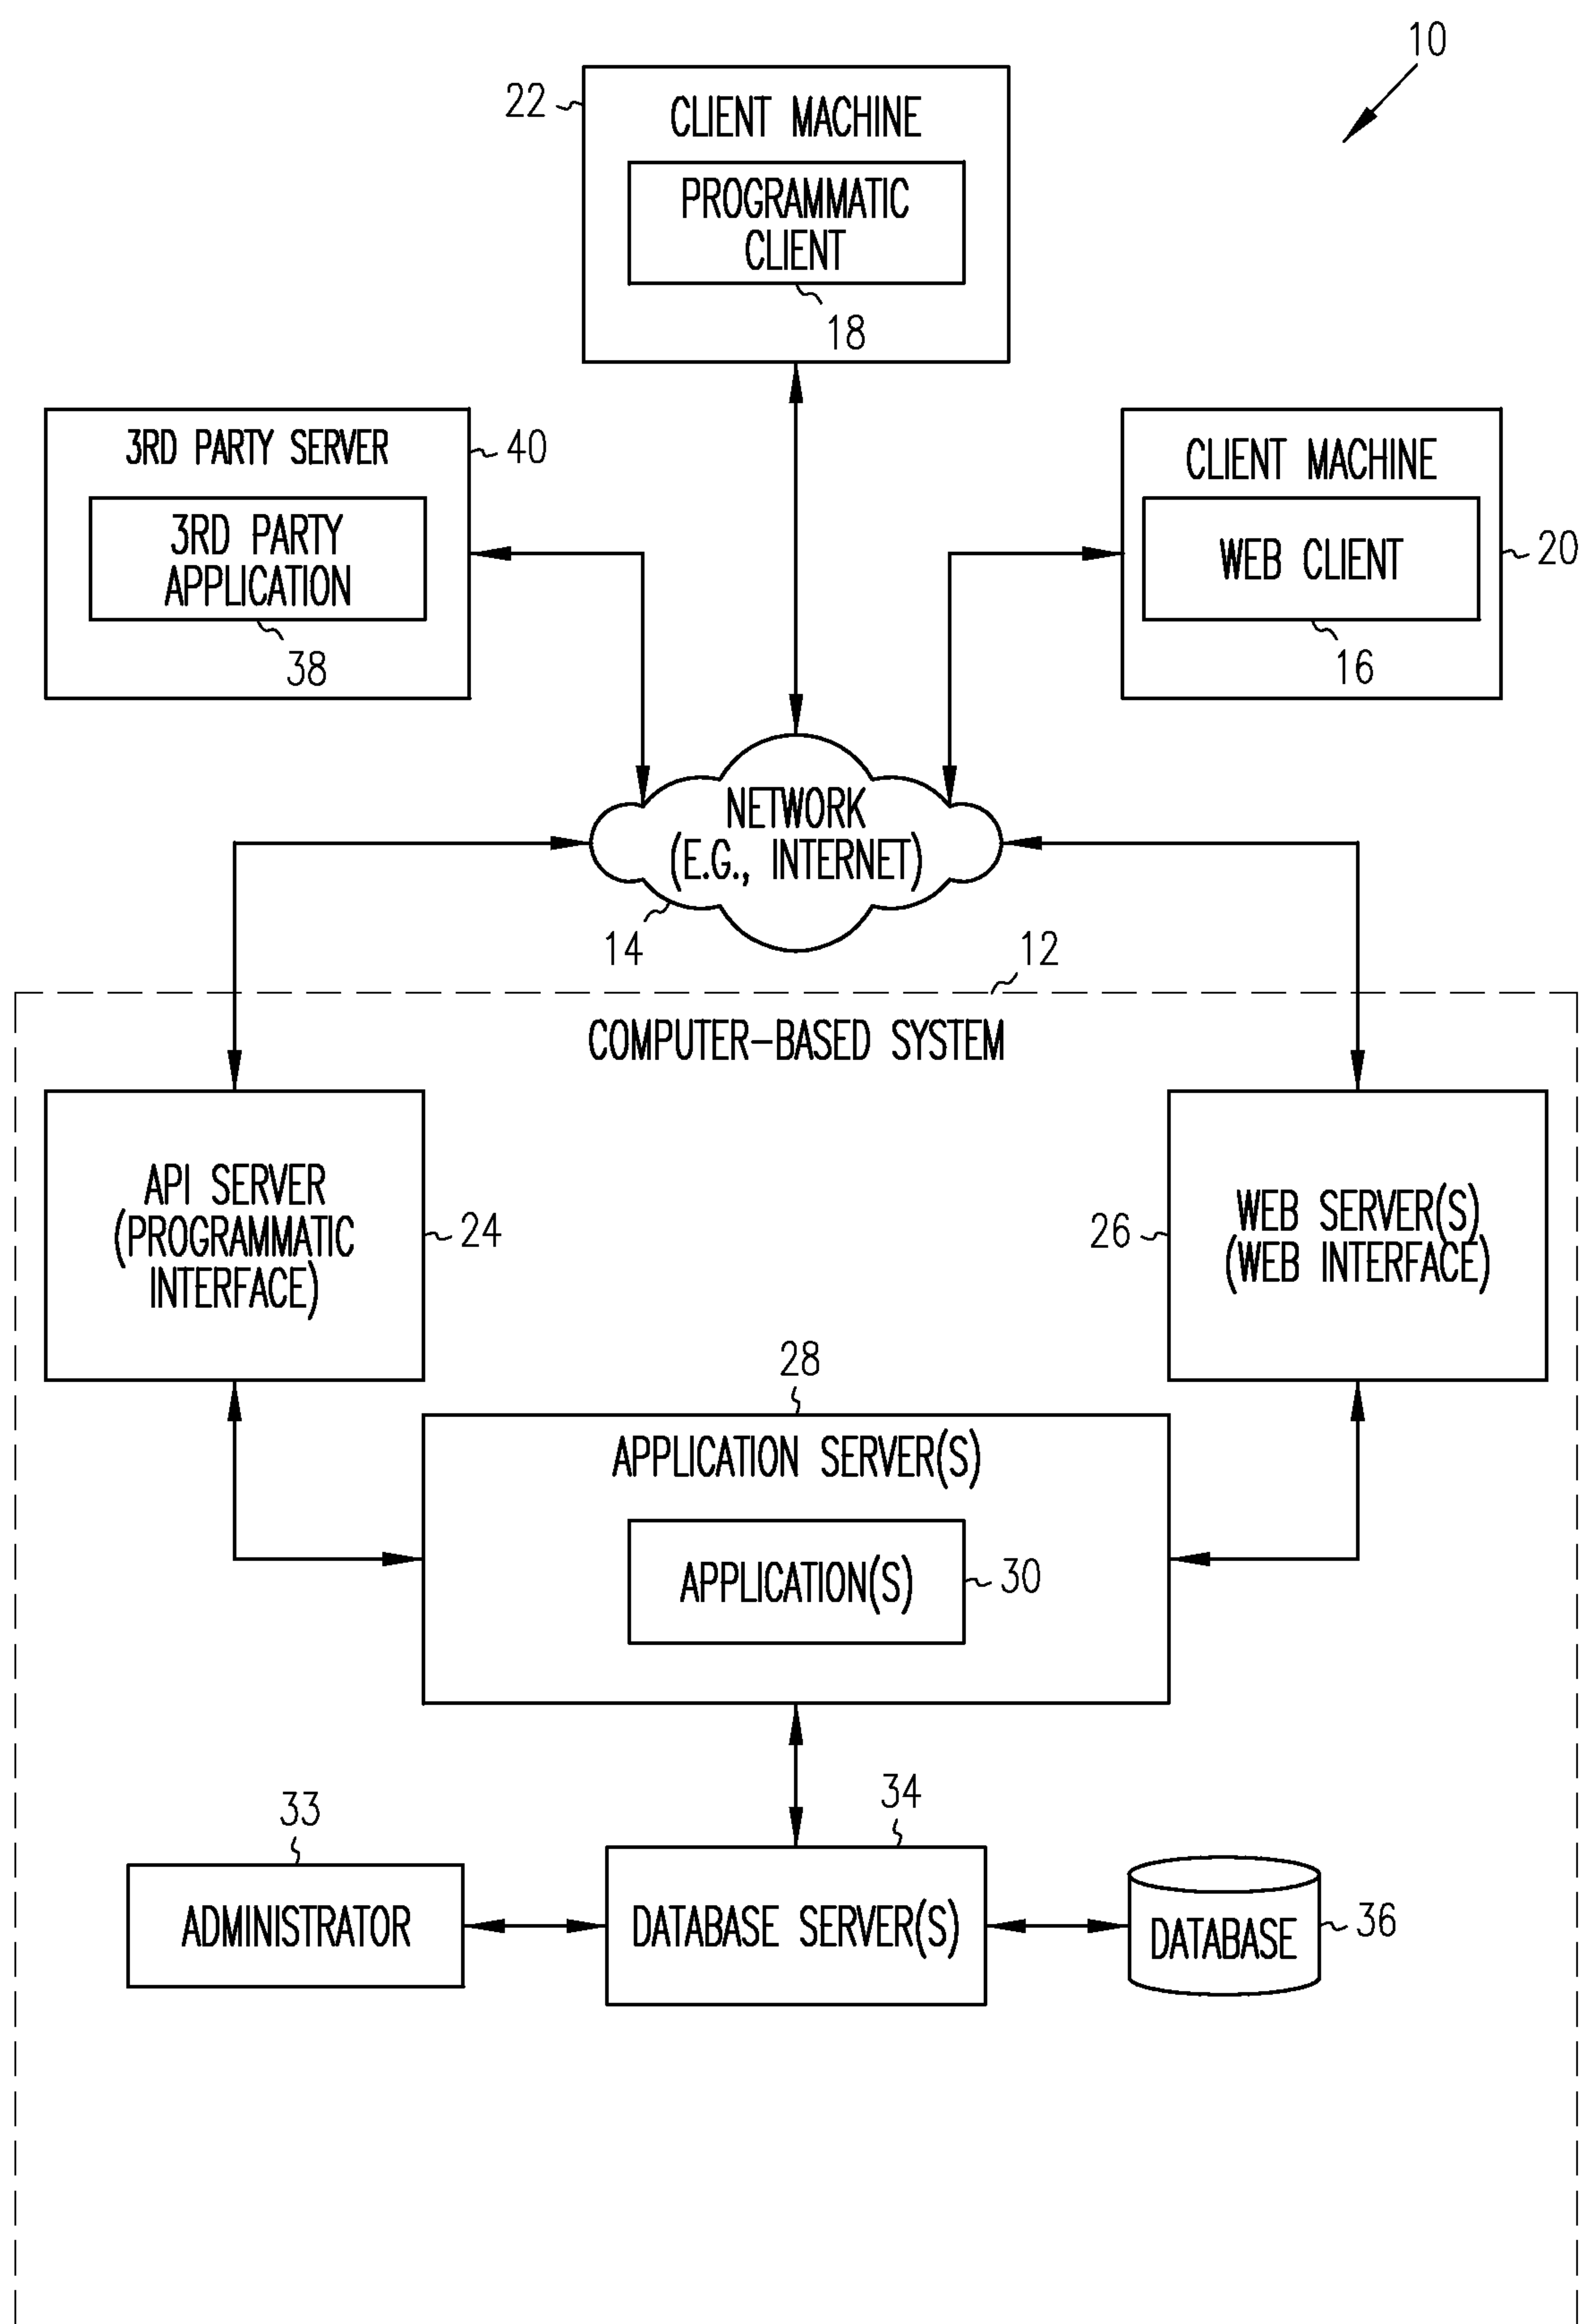 10
22
CLIENT MACHINE
PROGRAMMATIC
CLIENT
18
3RD PARTY SERVER
40
3RD PARTY
APPLICATION
38
CLIENT MACHINE
WEB CLIENT
20
16
NETWORK
(E.G., INTERNET)
14
12
COMPUTER-BASED SYSTEM
API SERVER
(PROGRAMMATIC
INTERFACE)
24
26
WEB SERVER(S)
(WEB INTERFACE)
28
APPLICATION SERVER(S)
APPLICATION(S)
30
33
ADMINISTRATOR
34
DATABASE SERVER(S)
DATABASE
36